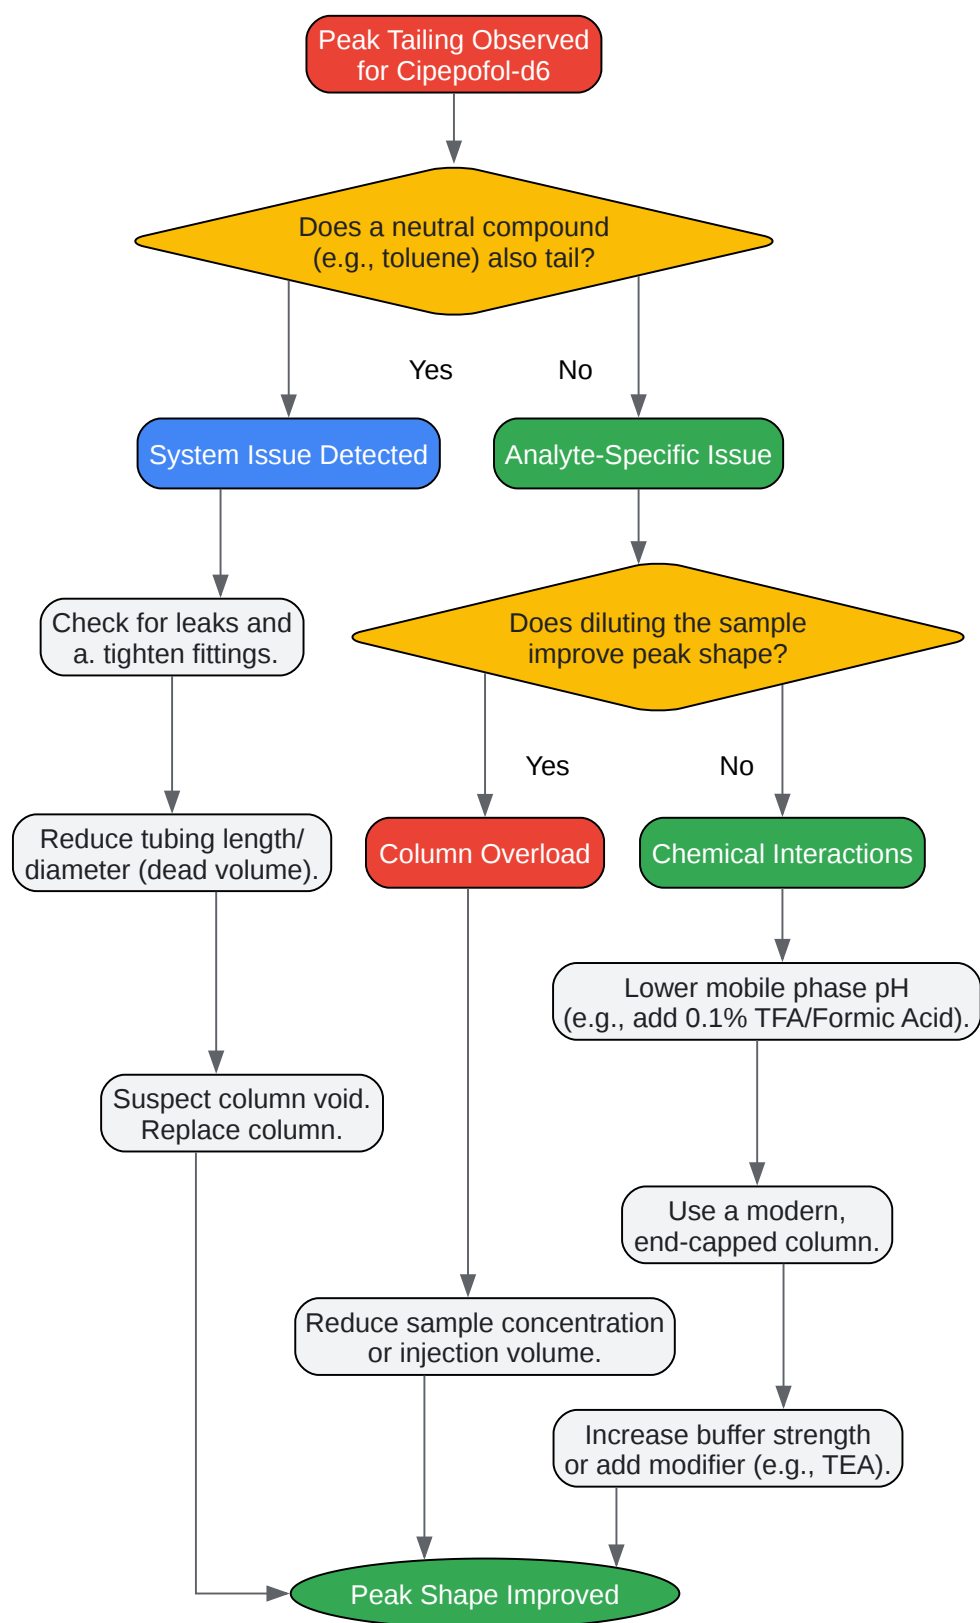 Peak Tailing Observed
for Cipepofol-d6
Does a neutral compound
(e.g., toluene) also tail?
Yes
No
System Issue Detected
Analyte-Specific Issue
Check for leaks and
a. tighten fittings.
Does diluting the sample
improve peak shape?
Yes
No
Reduce tubing length/
diameter (dead volume).
Column Overload
Chemical Interactions
Lower mobile phase pH
(e.g., add 0.1% TFA/Formic Acid).
Suspect column void.
Replace column.
Use a modern,
end-capped column.
Reduce sample concentration
or injection volume.
Increase buffer strength
or add modifier (e.g., TEA).
Peak Shape Improved